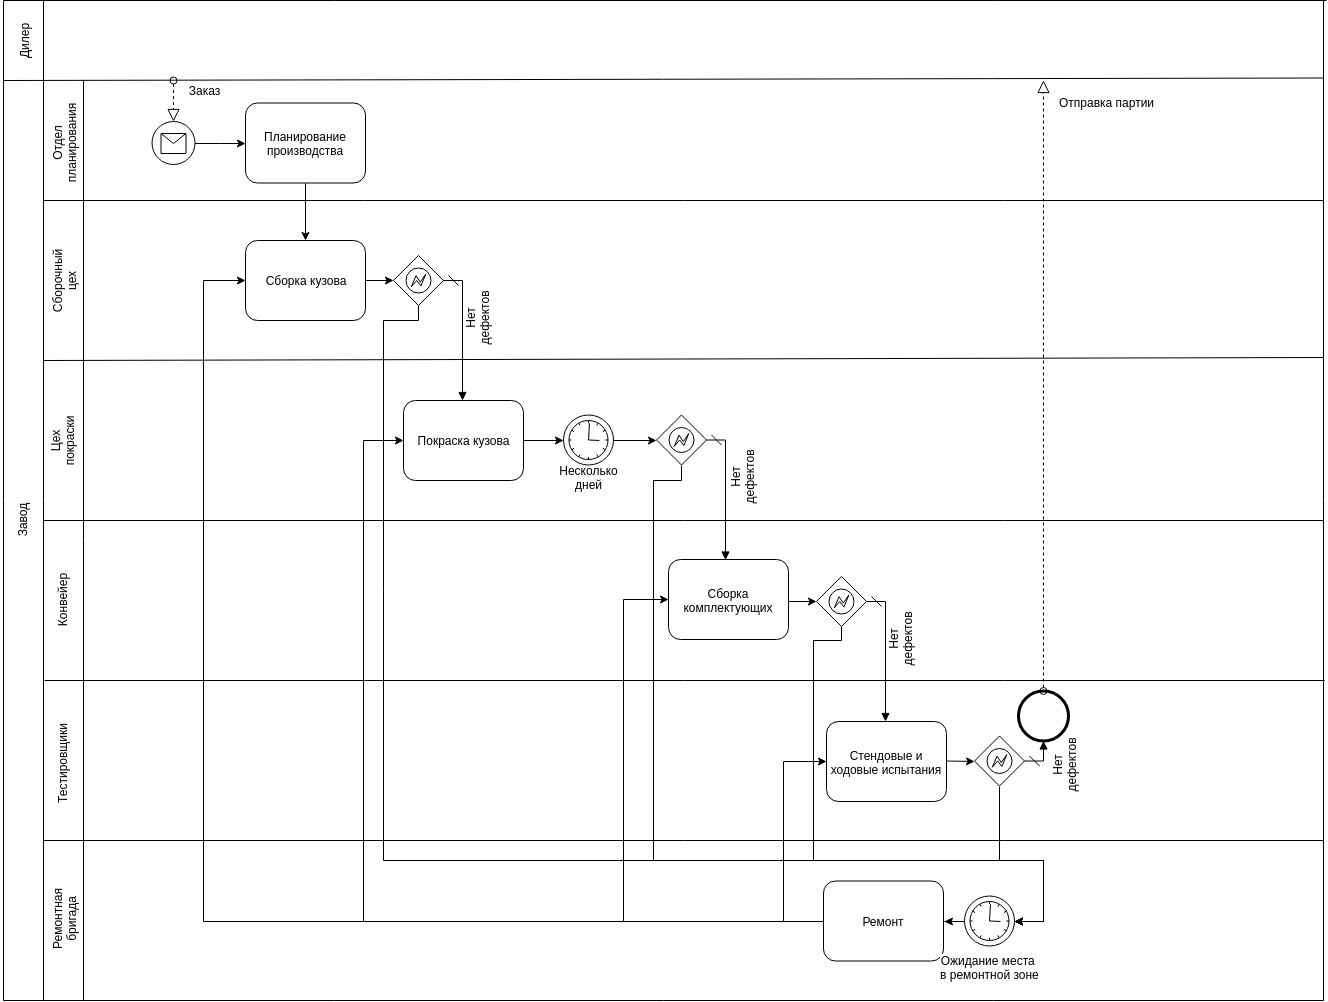 Дилер
Заказ
Отправка партии
Завод
Отдел
планирования
Планирование
производства
Сборочный
цех
Сборка кузова
Нет
дефектов
Цех
покраски
Покраска кузова
Несколько
дней
Нет
дефектов
Конвейер
Сборка
комплектующих
Нет
дефектов
Тестировщики
Стендовые и
ходовые испытания
Нет
дефектов
Ремонтная
бригада
Ремонт
Ожидание места
в ремонтной зоне